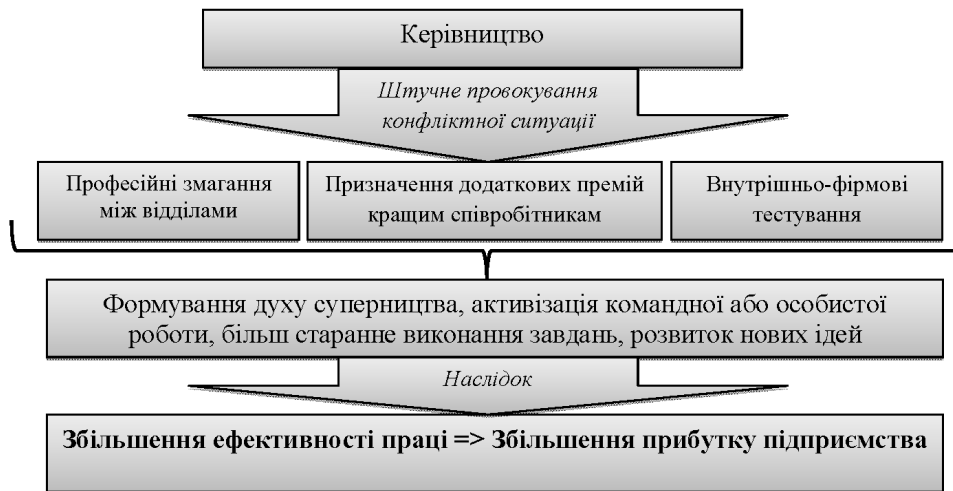 Керівництво
Штучне провокування
конфліктної ситуації
Професійні змагання
між відділами
Призначення додаткових премій
кращим співробітникам
Внутрішньо-фірмові
тестування
Формування духу суперництва, активізація командної або особистої
роботи, більш старанне виконання завдань, розвиток нових ідей
Наслідок
Збільшення ефективності праці => Збільшення прибутку підприємства